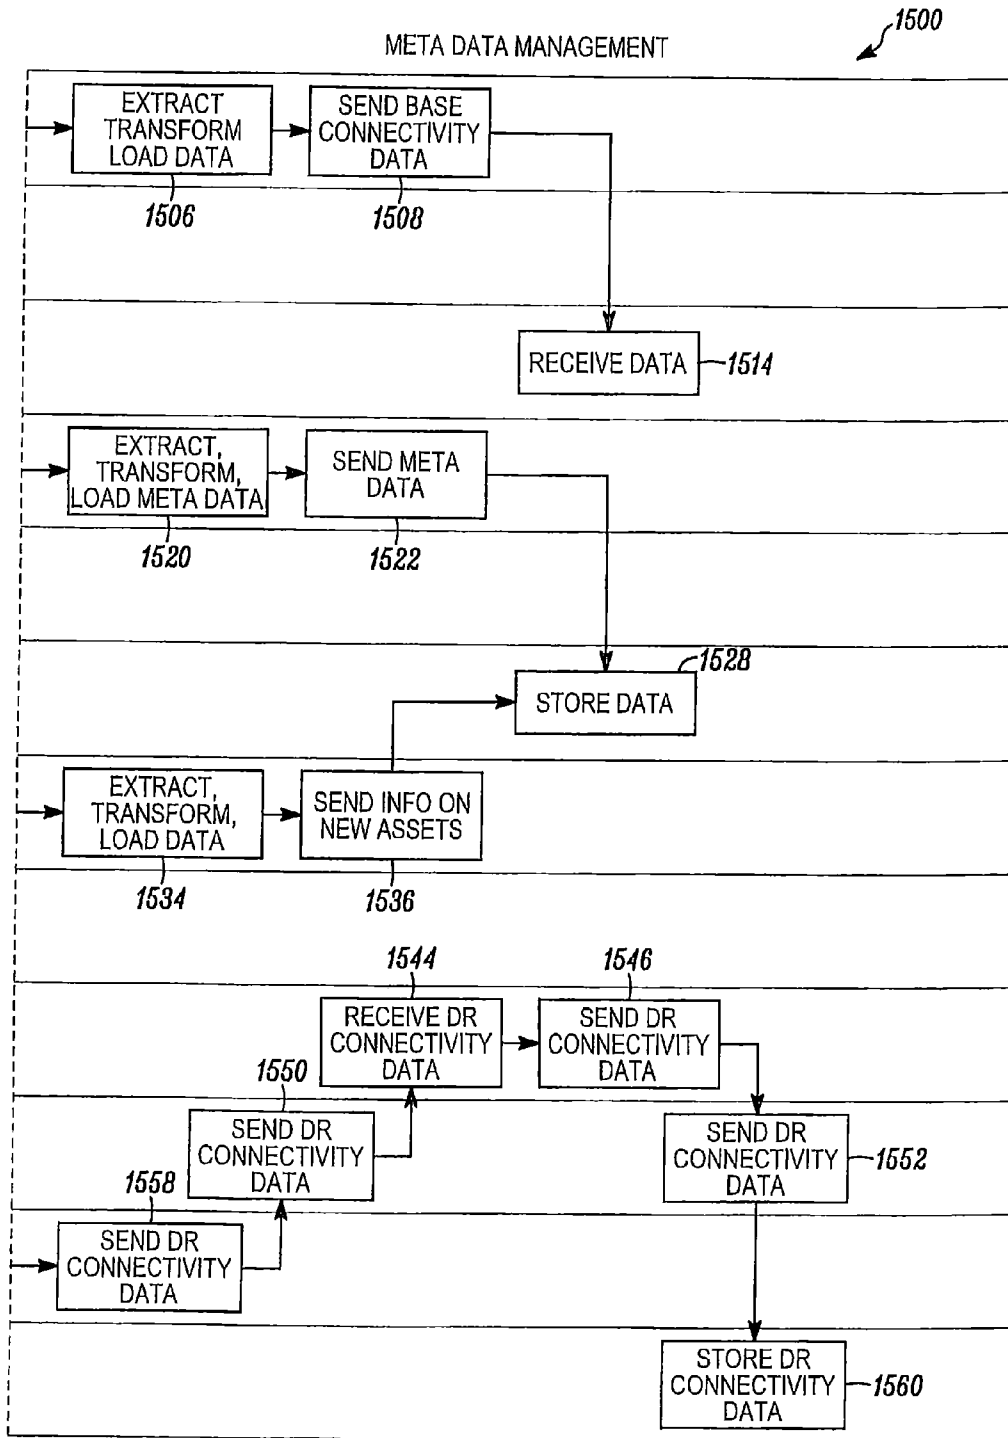 1500
META DATA MANAGEMENT
EXTRACT
TRANSFORM
LOAD DATA
SEND BASE
CONNECTIVITY
DATA
1506
1508
RECEIVE DATA
1514
EXTRACT,
TRANSFORM,
LOAD META DATA
SEND META
DATA
1520
1522
1528
STORE DATA
EXTRACT,
TRANSFORM,
LOAD DATA
SEND INFO ON
NEW ASSETS
1534
1536
1544
1546
RECEIVE DR
CONNECTIVITY
DATA
SEND DR
CONNECTIVITY
DATA
1550
SEND DR
CONNECTIVITY
DATA
SEND DR
CONNECTIVITY
DATA
1552
1558
SEND DR
CONNECTIVITY
DATA
STORE DR
CONNECTIVITY
DATA
1560